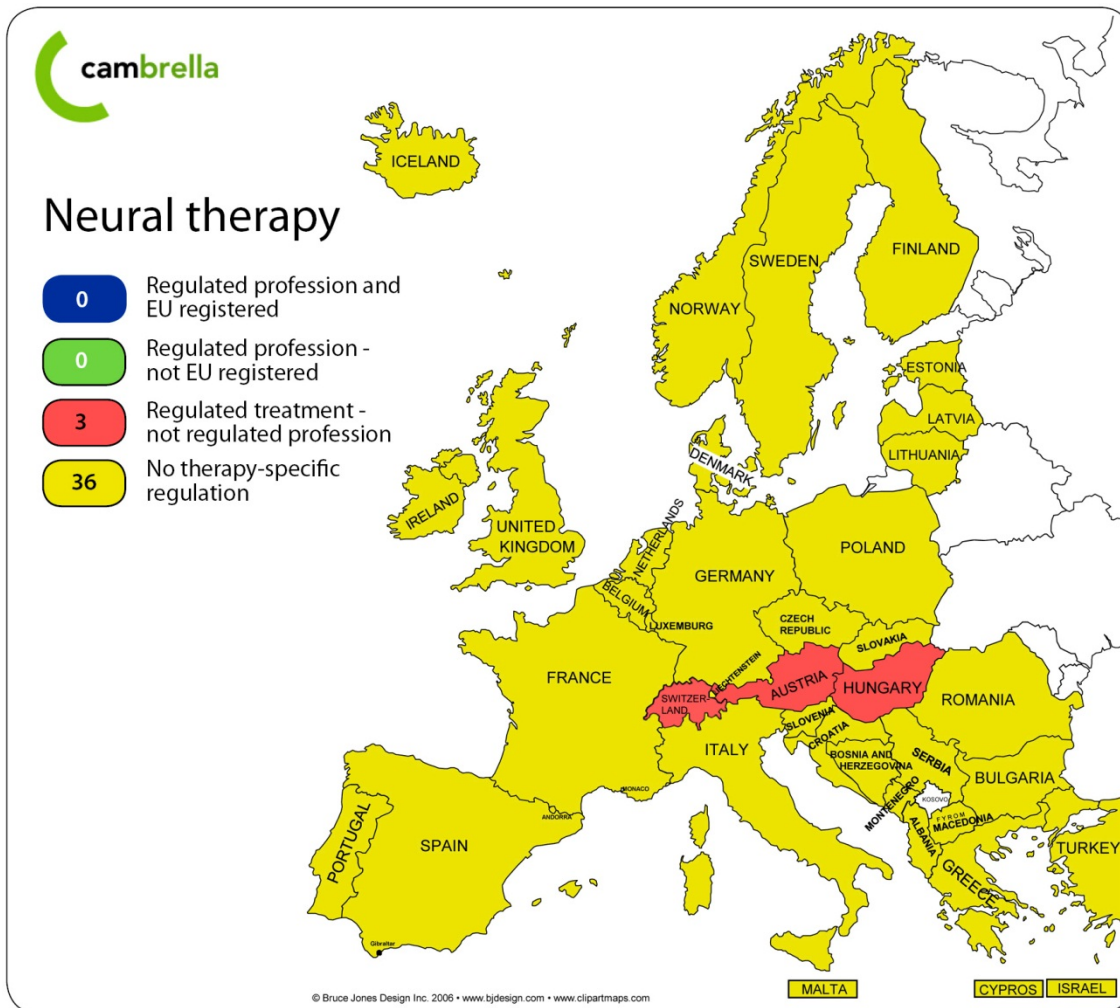 cambrella
Neural therapy
0 Regulated profession and
EU registered
0 Regulated profession -
not EU registered
3 Regulated treatment -
not regulated profession
36 No therapy-specific
regulation
ICELAND
FINLAND
SWEDEN
NORWAY
ESTONIA
LATVIA
LITHUANIA
DENMARK
IRELAND
UNITED
KINGDOM
NETHERLANDS
POLAND
GERMANY
BELGIUM
LUXEMBURG
CZECH
REPUBLIC
SLOVAKIA
LIECHTENSTEIN
FRANCE
SWITZER-
LAND
AUSTRIA
HUNGARY
ROMANIA
SLOVENIA
CROATIA
ITALY
BOSNIA AND
HERZEGOVINA
SERBIA
BULGARIA
MONACO
MONTENEGRO
KOSOVO
ANDORRA
FYROM
MACEDONIA
ALBANIA
PORTUGAL
SPAIN
TURKEY
GREECE
Gibraltar
MALTA
CYPROS
ISRAEL
© Bruce Jones Design Inc. 2006 • www.bjdesign.com • www.clipartmaps.com